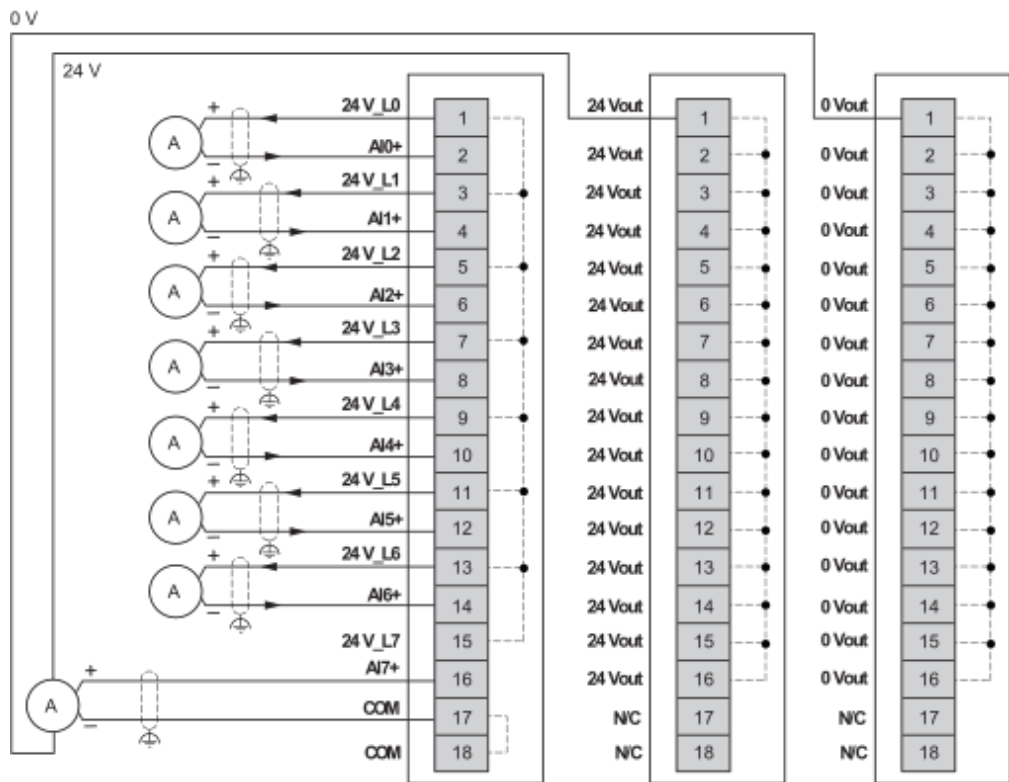 0 V
24 V
24 V_L0 1 24 Vout 1 0 Vout 1
+
A
AI0+ 2 24 Vout 2 0 Vout 2
−
24 V_L1 3 24 Vout 3 0 Vout 3
+
A
AI1+ 4 24 Vout 4 0 Vout 4
−
24 V_L2 5 24 Vout 5 0 Vout 5
+
A
AI2+ 6 24 Vout 6 0 Vout 6
−
24 V_L3 7 24 Vout 7 0 Vout 7
+
A
AI3+ 8 24 Vout 8 0 Vout 8
−
24 V_L4 9 24 Vout 9 0 Vout 9
+
A
AI4+ 10 24 Vout 10 0 Vout 10
−
24 V_L5 11 24 Vout 11 0 Vout 11
+
A
AI5+ 12 24 Vout 12 0 Vout 12
−
24 V_L6 13 24 Vout 13 0 Vout 13
+
A
AI6+ 14 24 Vout 14 0 Vout 14
−
24 V_L7 15 24 Vout 15 0 Vout 15
AI7+ 16 24 Vout 16 0 Vout 16
+
A
COM 17 N/C 17 N/C 17
−
COM 18 N/C 18 N/C 18